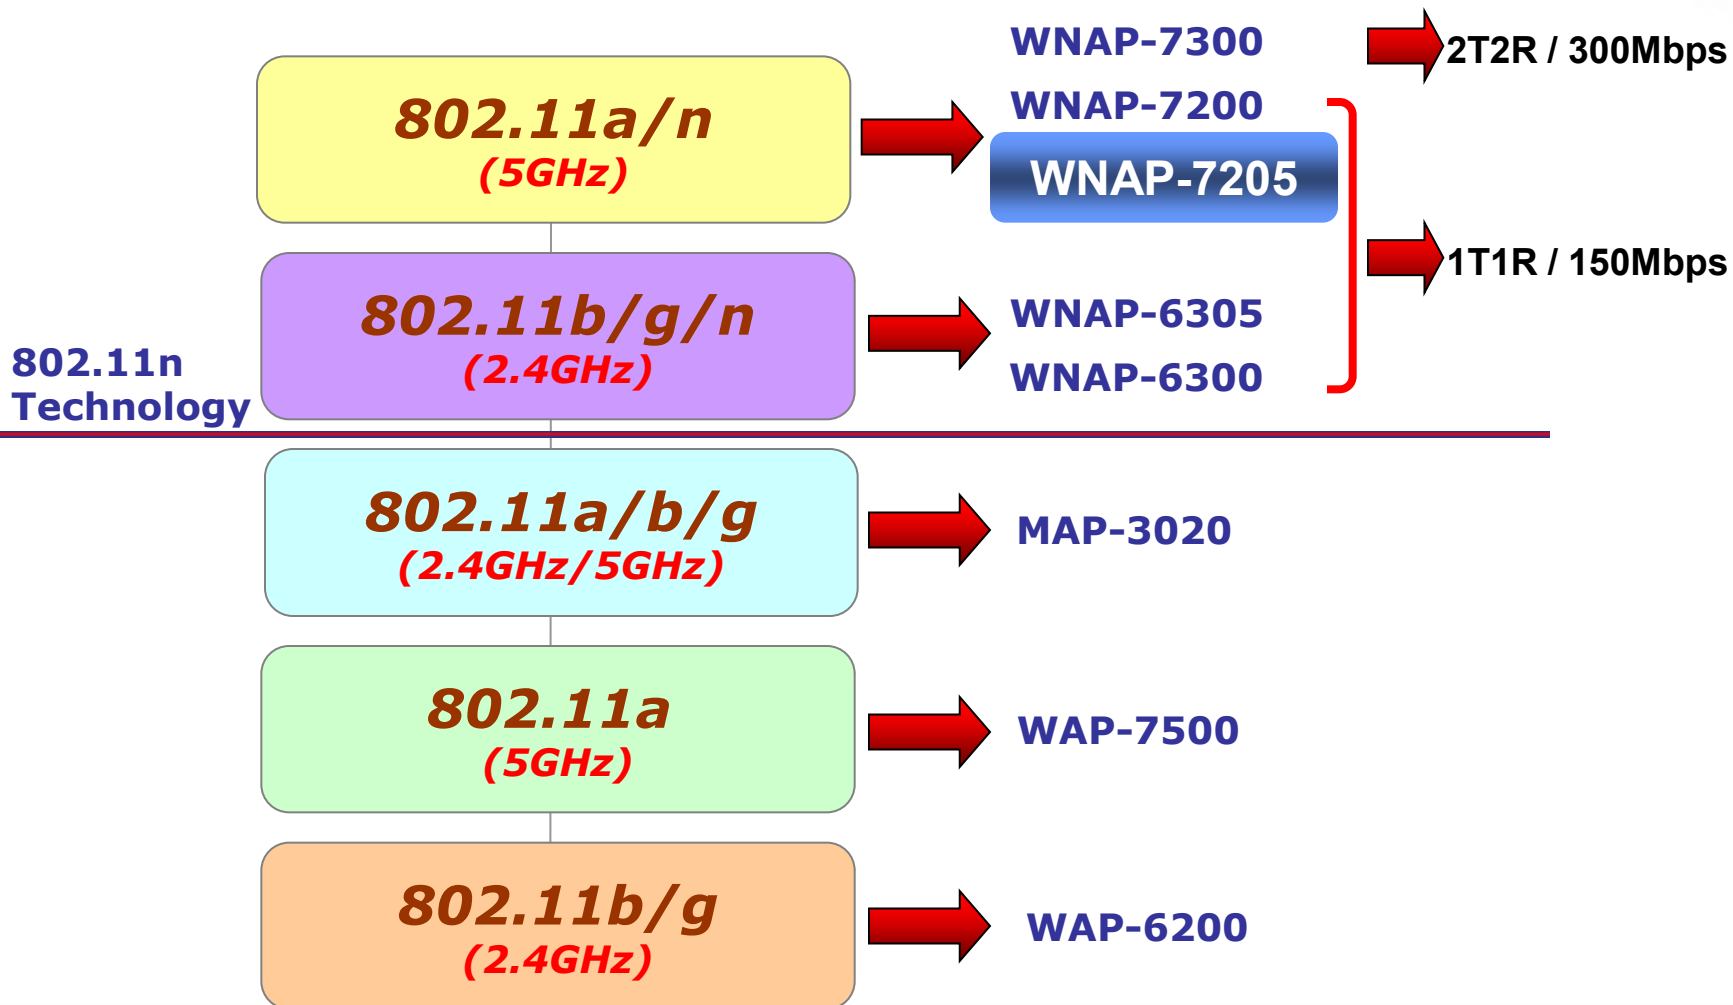 WNAP-7300
2T2R / 300Mbps
802.11a/n
(5GHz)
WNAP-7200
WNAP-7205
1T1R / 150Mbps
802.11b/g/n
(2.4GHz)
WNAP-6305
WNAP-6300
802.11n
Technology
802.11a/b/g
(2.4GHz/5GHz)
MAP-3020
802.11a
(5GHz)
WAP-7500
802.11b/g
(2.4GHz)
WAP-6200